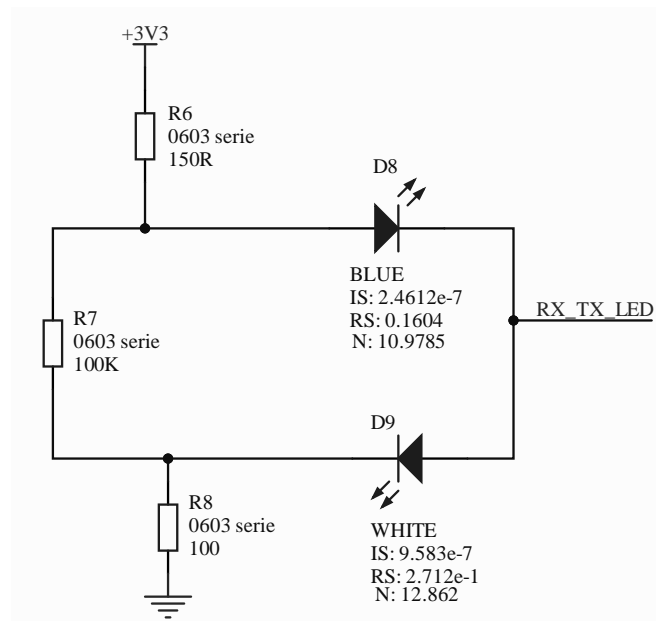 +3V3
R6
0603 serie
150R
D8
BLUE
IS: 2.4612e-7
RS: 0.1604
N: 10.9785
RX_TX_LED
R7
0603 serie
100K
D9
WHITE
IS: 9.583e-7
RS: 2.712e-1
N: 12.862
R8
0603 serie
100